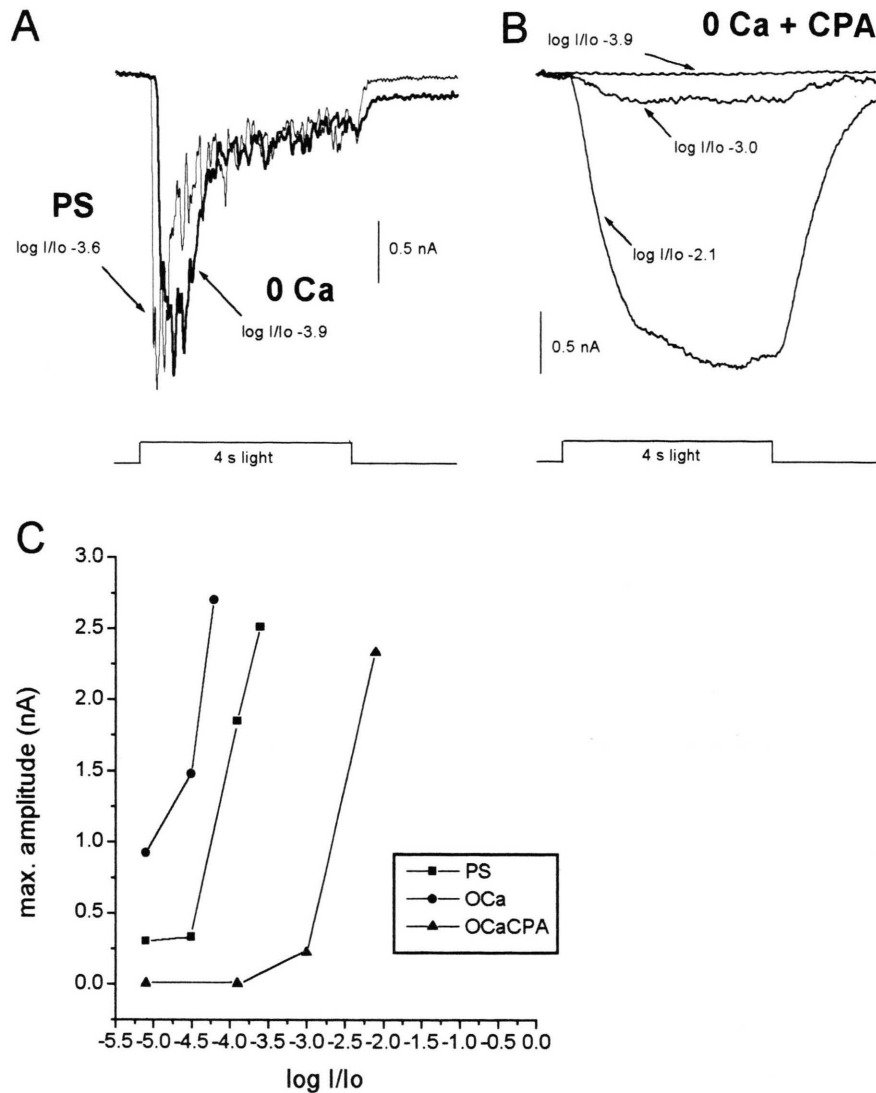 A
PS
log I/Io -3.6
0 Ca
log I/Io -3.9
0.5 nA
4 s light
B
0 Ca + CPA
log I/Io -3.9
log I/Io -3.0
log I/Io -2.1
0.5 nA
4 s light
C
max. amplitude (nA)
3.0
2.5
2.0
1.5
1.0
0.5
0.25
0.0
-5.5 -5.0 -4.5 -4.0 -3.5 -3.0 -2.5 -2.0 -1.5 -1.0 -0.5 0.0
log I/Io
PS
OCa
OCaCPA